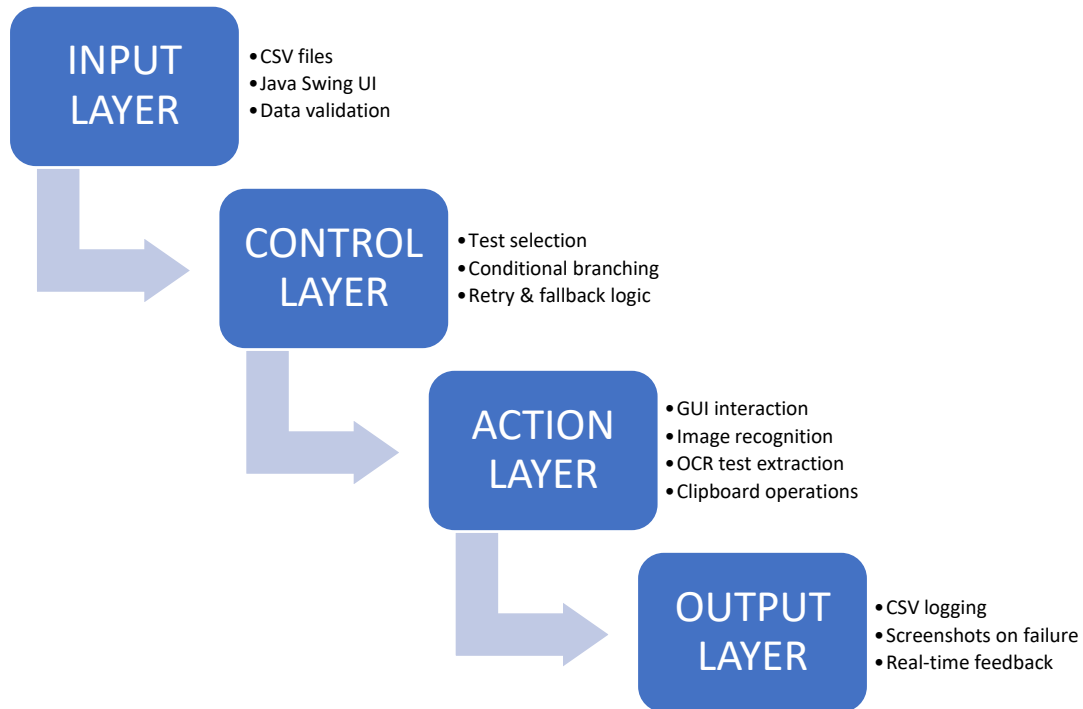 INPUT
LAYER
•CSV files
•Java Swing UI
•Data validation
CONTROL
LAYER
•Test selection
•Conditional branching
•Retry & fallback logic
ACTION
LAYER
•GUI interaction
•Image recognition
•OCR test extraction
•Clipboard operations
OUTPUT
LAYER
•CSV logging
•Screenshots on failure
•Real-time feedback